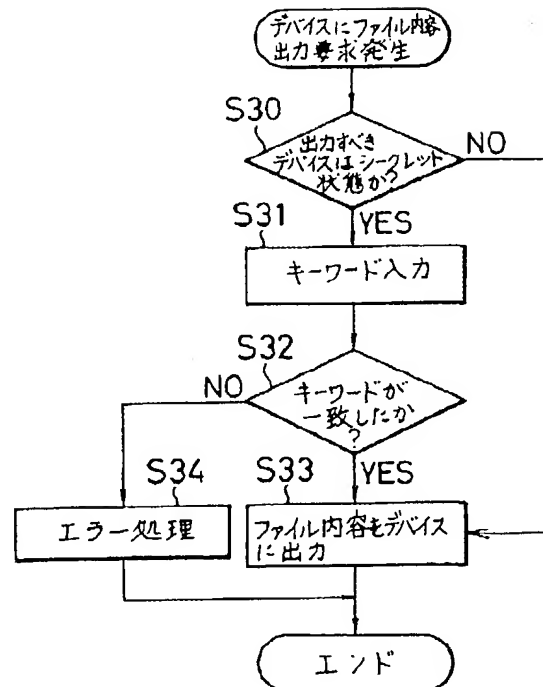 デバイスにファイル内容
出力要求発生
S30
出力すべき
デバイスはシークレット
状態か?
NO
YES
S31
キーワード入力
S32
キーワードが
一致したか
?
NO
YES
S34
エラー処理
S33
ファイル内容をデバイス
に出力
エンド